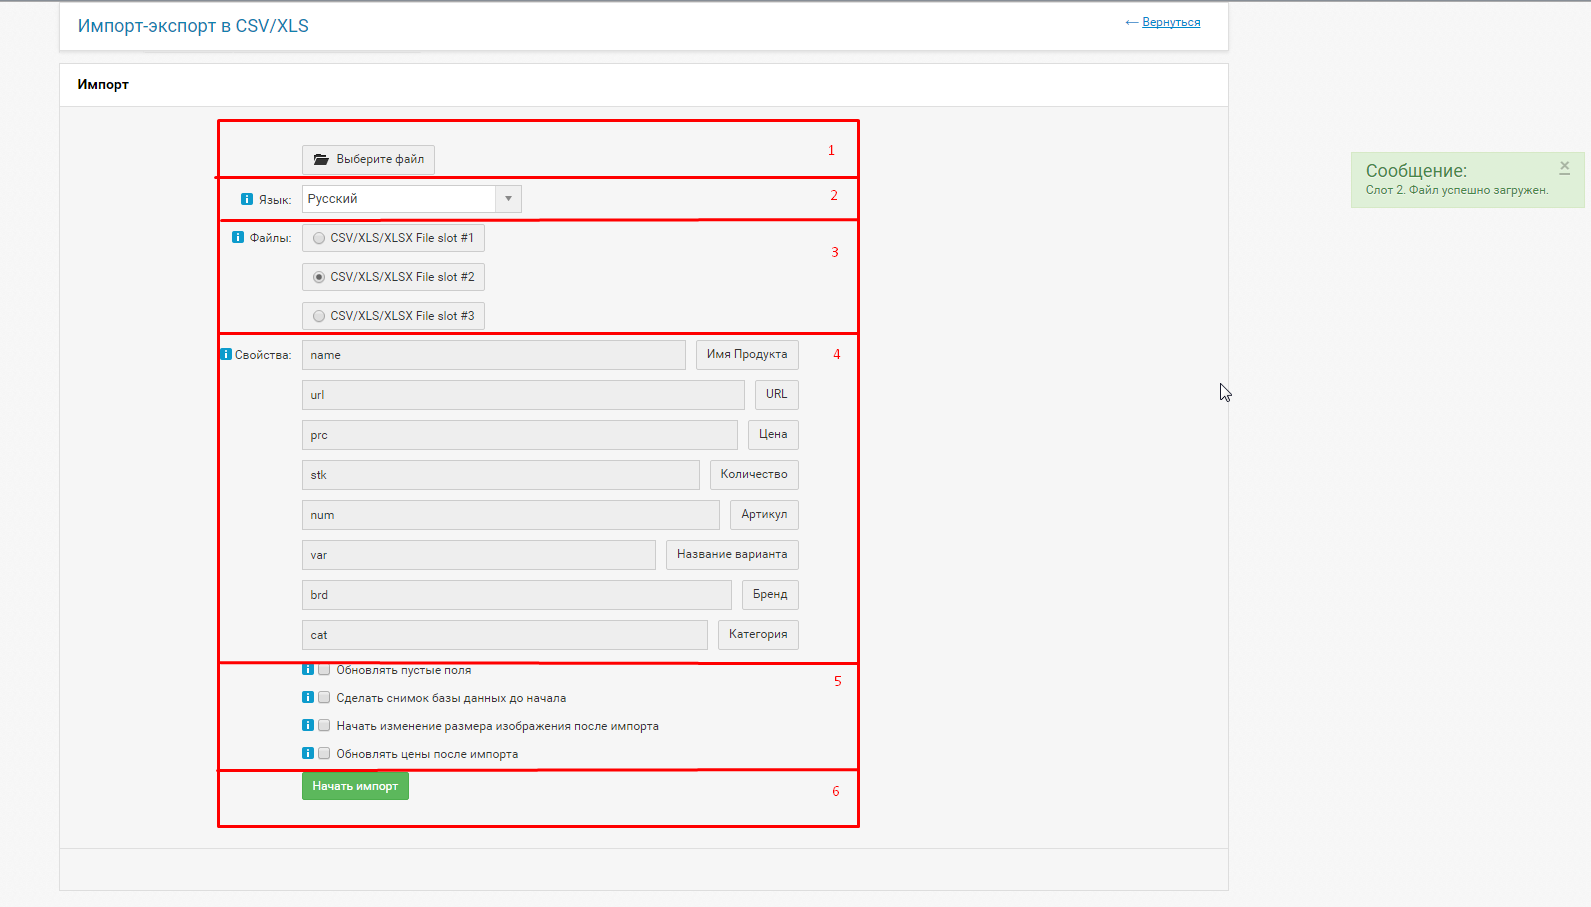 Импорт-экспорт в CSV/XLS
← Вернуться
Импорт
Выберите файл
1
Сообщение:
Слот 2. Файл успешно загружен.
Язык: Русский
2
Файлы: CSV/XLS/XLSX File slot #1
3
CSV/XLS/XLSX File slot #2
CSV/XLS/XLSX File slot #3
Свойства: name Имя Продукта
4
url URL
prc Цена
stk Количество
num Артикул
var Название варианта
brd Бренд
cat Категория
Обновлять пустые поля
5
Сделать снимок базы данных до начала
Начать изменение размера изображения после импорта
Обновлять цены после импорта
Начать импорт
6